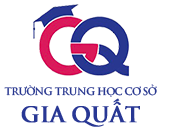 GQ
TRƯỜNG TRUNG HỌC CƠ SỞ
GIA QUẤT